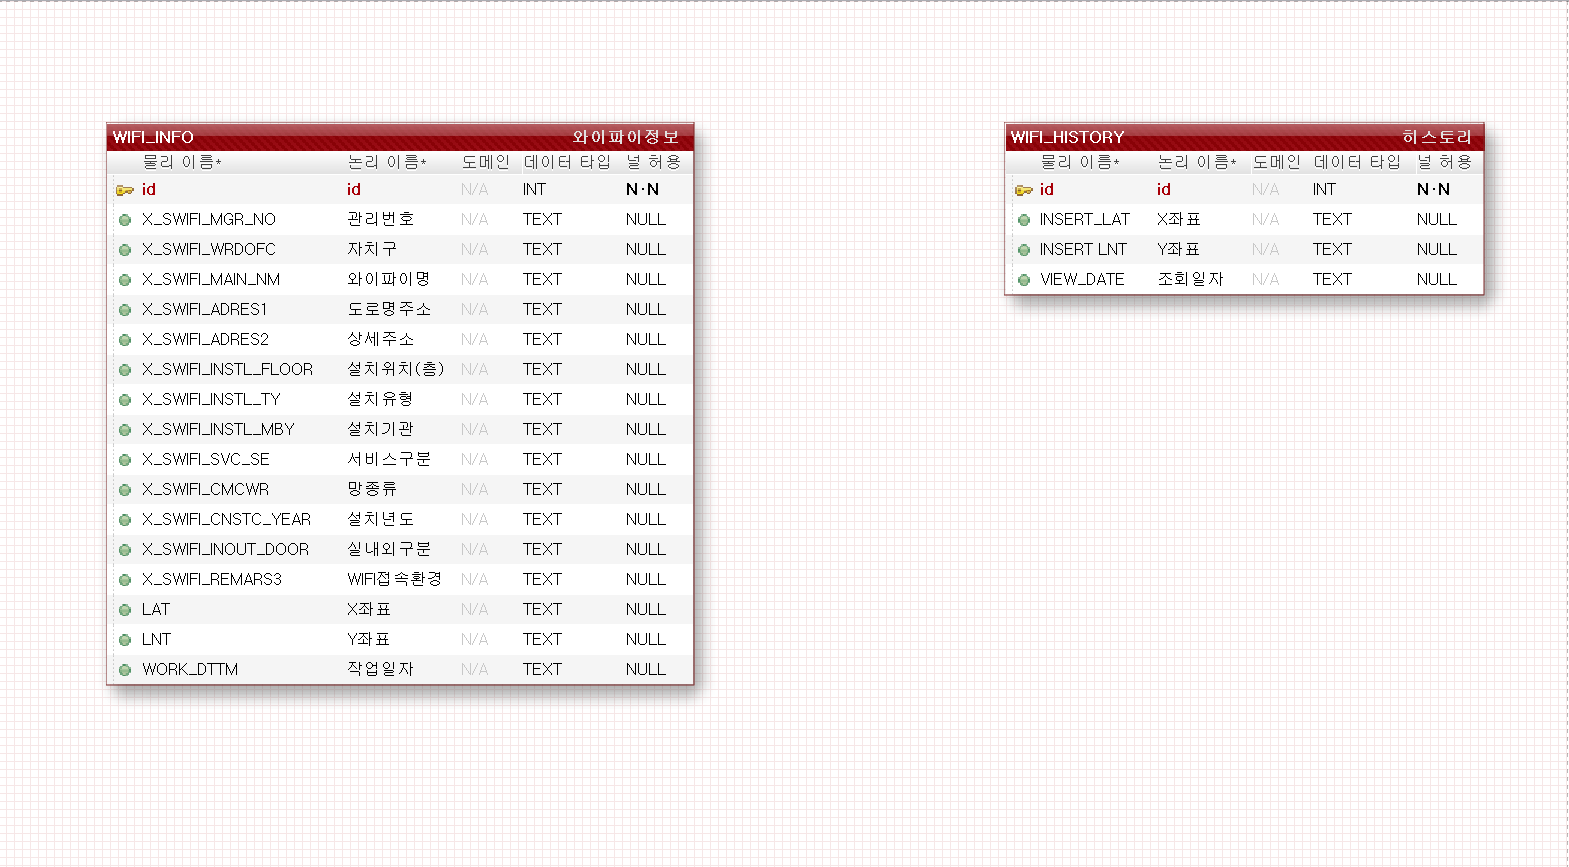 WIFI_INFO 와이파이정보
물리 이름* 논리 이름* 도메인 데이터 타입 널 허용
id id N/A INT N·N
X_SWIFI_MGR_NO 관리번호 N/A TEXT NULL
X_SWIFI_WRDOFC 자치구 N/A TEXT NULL
X_SWIFI_MAIN_NM 와이파이명 N/A TEXT NULL
X_SWIFI_ADRES1 도로명주소 N/A TEXT NULL
X_SWIFI_ADRES2 상세주소 N/A TEXT NULL
X_SWIFI_INSTL_FLOOR 설치위치(층) N/A TEXT NULL
X_SWIFI_INSTL_TY 설치유형 N/A TEXT NULL
X_SWIFI_INSTL_MBY 설치기관 N/A TEXT NULL
X_SWIFI_SVC_SE 서비스구분 N/A TEXT NULL
X_SWIFI_CMCWR 망종류 N/A TEXT NULL
X_SWIFI_CNSTC_YEAR 설치년도 N/A TEXT NULL
X_SWIFI_INOUT_DOOR 실내외구분 N/A TEXT NULL
X_SWIFI_REMARS3 WIFI접속환경 N/A TEXT NULL
LAT X좌표 N/A TEXT NULL
LNT Y좌표 N/A TEXT NULL
WORK_DTTM 작업일자 N/A TEXT NULL
WIFI_HISTORY 히스토리
물리 이름* 논리 이름* 도메인 데이터 타입 널 허용
id id N/A INT N·N
INSERT_LAT X좌표 N/A TEXT NULL
INSERT LNT Y좌표 N/A TEXT NULL
VIEW_DATE 조회일자 N/A TEXT NULL